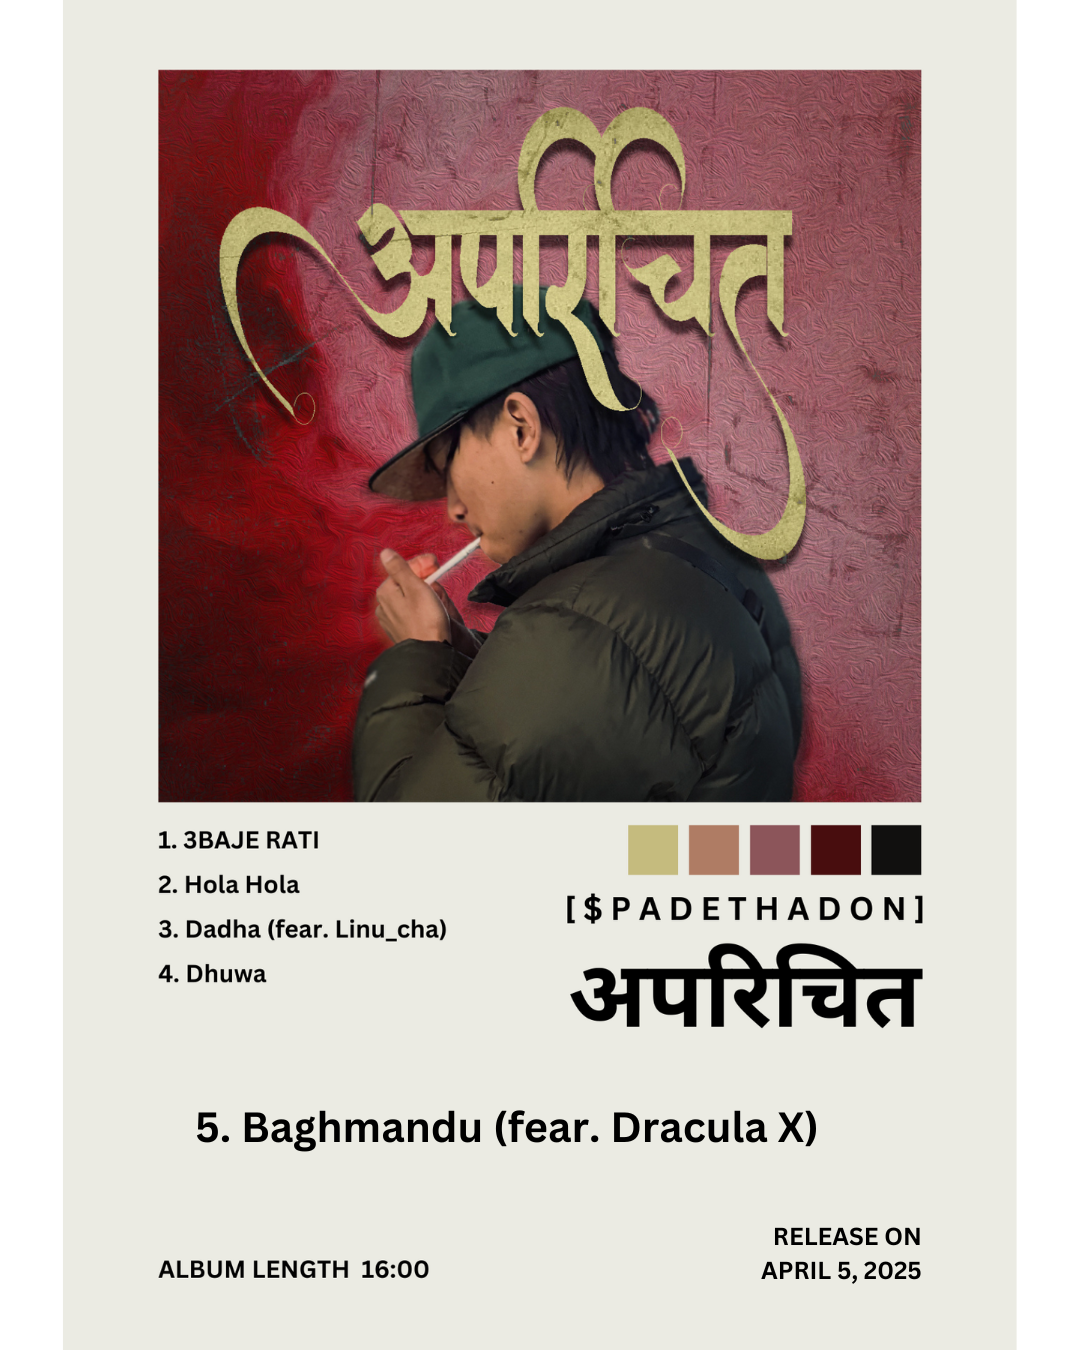 अपरिचित
1. 3BAJE RATI
2. Hola Hola
3. Dadha (fear. Linu_cha)
4. Dhuwa
[$PADETHADON]
अपरिचित
5. Baghmandu (fear. Dracula X)
ALBUM LENGTH 16:00
RELEASE ON
APRIL 5, 2025